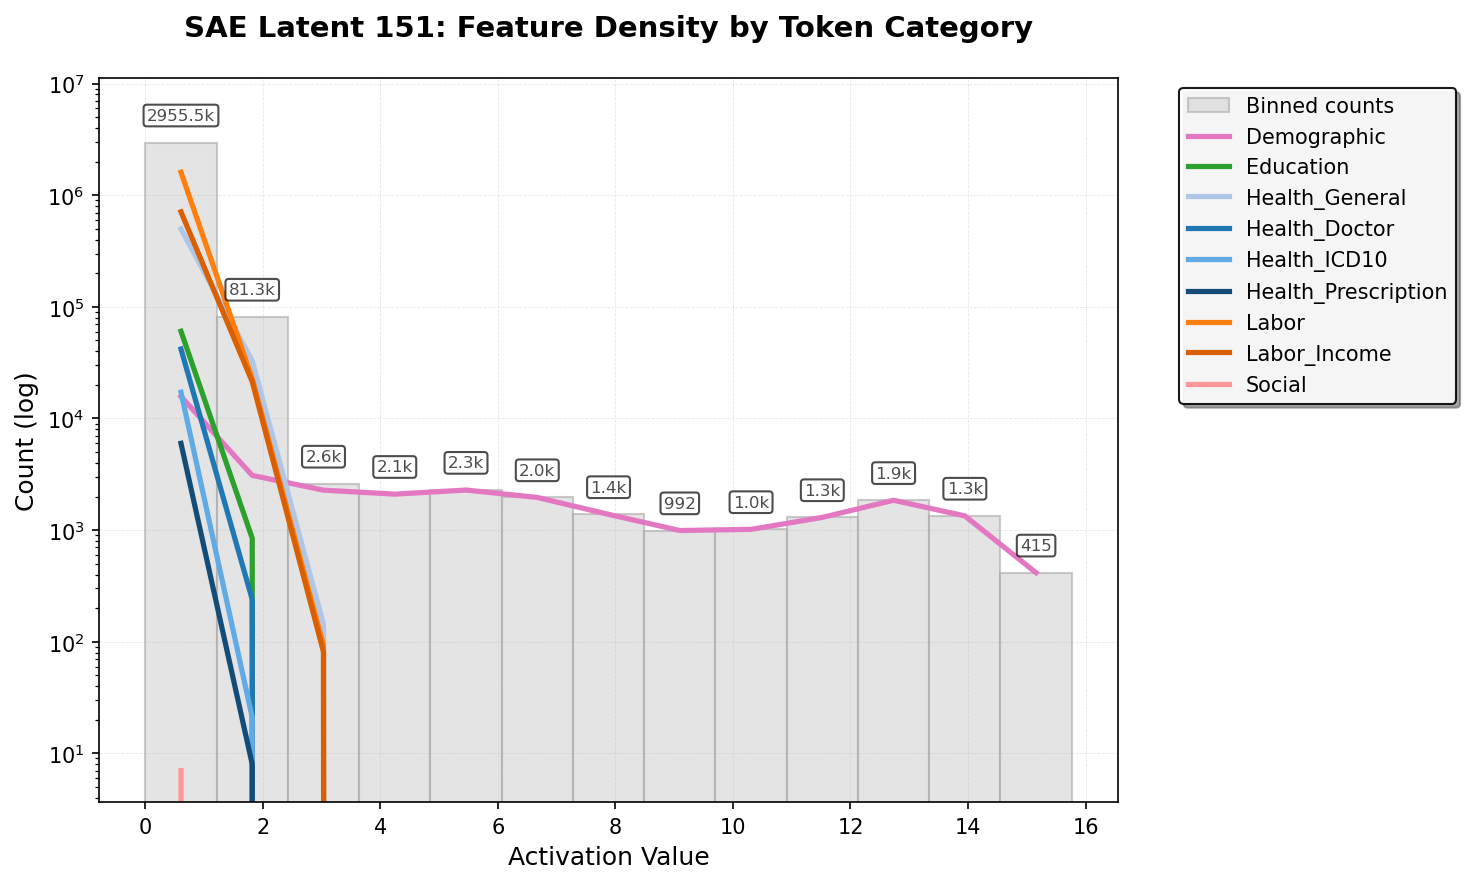 SAE Latent 151: Feature Density by Token Category
10⁷
10⁶
10⁵
10⁴
10³
10²
10¹
Count (log)
2955.5k
81.3k
2.6k
2.1k
2.3k
2.0k
1.4k
992
1.0k
1.3k
1.9k
1.3k
415
0 2 4 6 8 10 12 14 16
Activation Value
Binned counts
Demographic
Education
Health_General
Health_Doctor
Health_ICD10
Health_Prescription
Labor
Labor_Income
Social